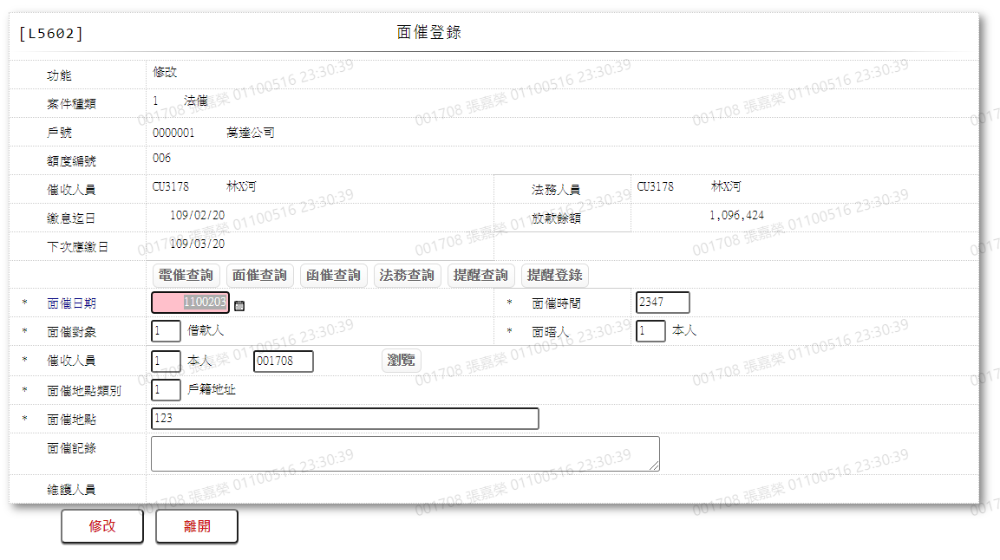 [L5602] 面催登錄
功能 修改
案件種類 1 法催
戶號 0000001 萬達公司
額度編號 006
催收人員 CU3178 林X河 法務人員 CU3178 林X河
繳息迄日 109/02/20 放款餘額 1,096,424
下次應繳日 109/03/20
電催查詢 面催查詢 函催查詢 法務查詢 提醒查詢 提醒登錄
* 面催日期 1100203 * 面催時間 2347
* 面催對象 1 借款人 * 面晤人 1 本人
* 催收人員 1 本人 001708 瀏覽
* 面催地點類別 1 戶籍地址
* 面催地點 123
面催記錄
維護人員
修改 離開
001708 張嘉榮 01100516 23:30:39